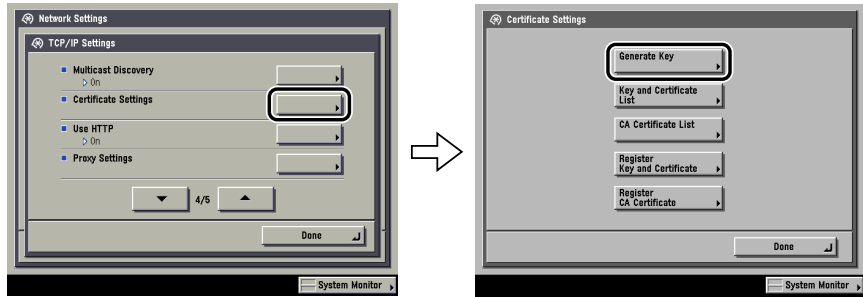 Network Settings
TCP/IP Settings
Multicast Discovery
On
Certificate Settings
Use HTTP
On
Proxy Settings
4/5
Done
System Monitor
Certificate Settings
Generate Key
Key and Certificate
List
CA Certificate List
Register
Key and Certificate
Register
CA Certificate
Done
System Monitor